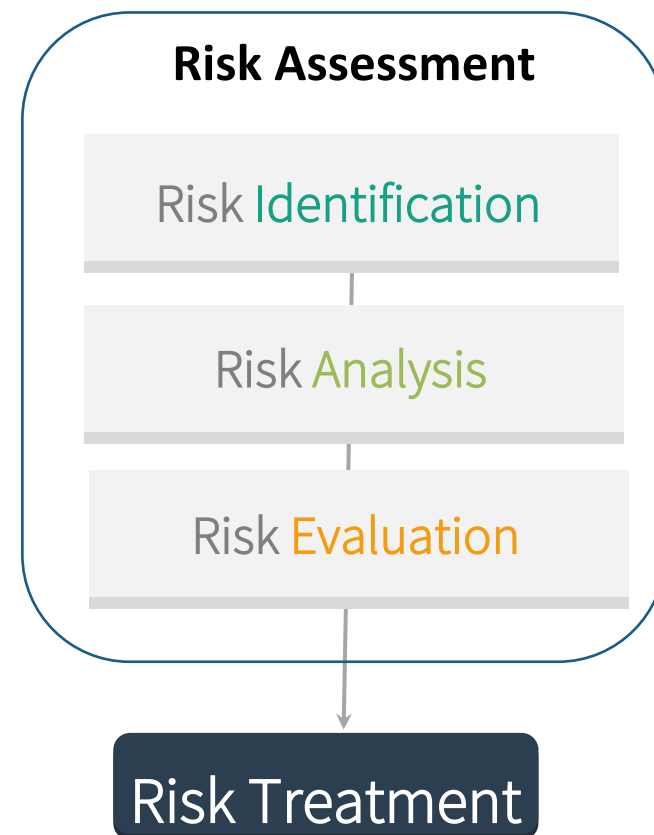 Risk Assessment
Risk Identification
Risk Analysis
Risk Evaluation
Risk Treatment